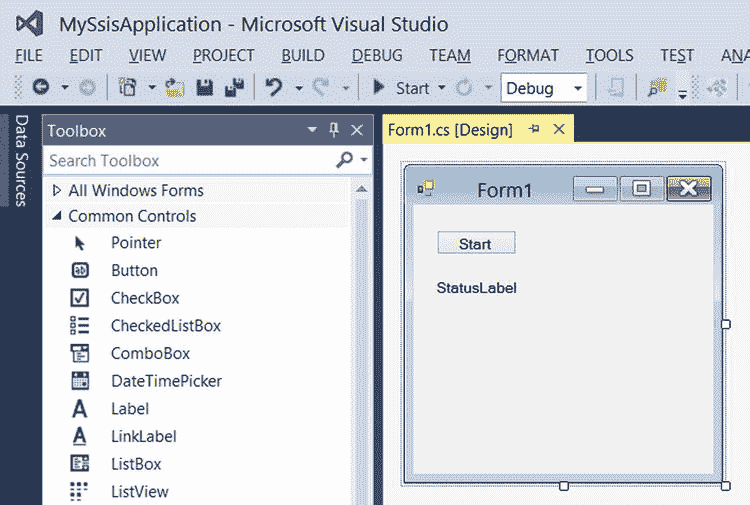 MySsisApplication - Microsoft Visual Studio
FILE EDIT VIEW PROJECT BUILD DEBUG TEAM FORMAT TOOLS TEST ANA
Start Debug
Data Sources
Toolbox
Form1.cs [Design]
Search Toolbox
All Windows Forms
Common Controls
Pointer
Button
CheckBox
CheckedListBox
ComboBox
DateTimePicker
Label
LinkLabel
ListBox
ListView
Form1
Start
StatusLabel